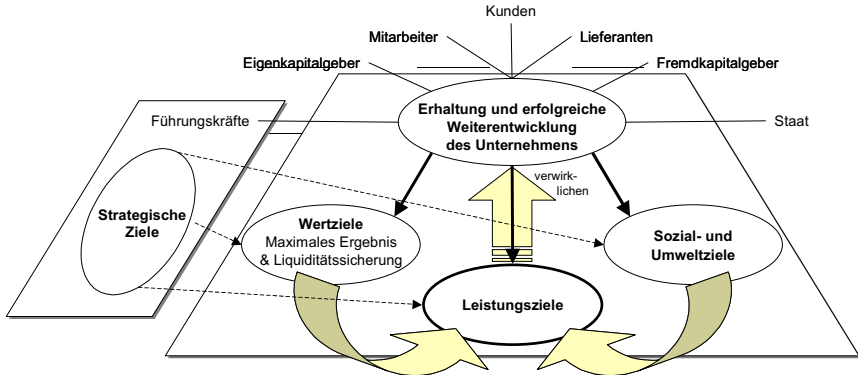 Kunden
Mitarbeiter
Lieferanten
Eigenkapitalgeber
Fremdkapitalgeber
Führungskräfte
Erhaltung und erfolgreiche
Weiterentwicklung
des Unternehmens
Staat
verwirk-
lichen
Strategische
Ziele
Wertziele
Maximales Ergebnis
& Liquiditätssicherung
Sozial- und
Umweltziele
Leistungsziele